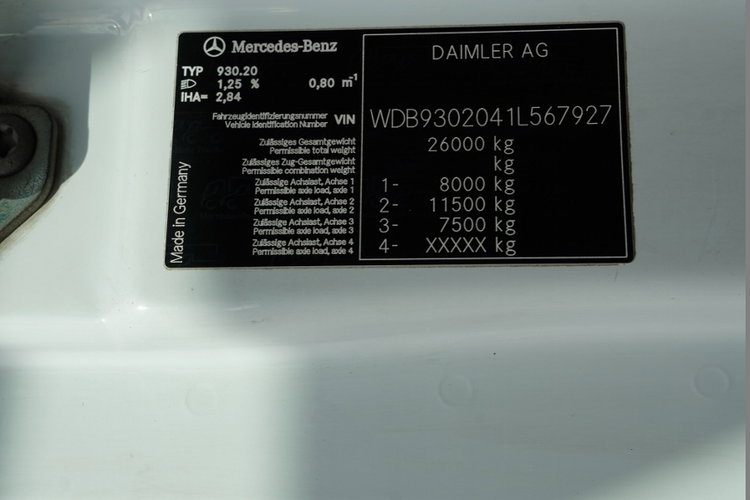 Mercedes-Benz
TYP 930.20
1,25 % 0,80 m⁻¹
IHA= 2,84
Fahrzeugidentifizierungsnummer
Vehicle Identification Number VIN
Zulässiges Gesamtgewicht
Permissible total weight
Zulässiges Zug-Gesamtgewicht
Permissible combination weight
Zulässige Achslast, Achse 1
Permissible axle load, axle 1
Zulässige Achslast, Achse 2
Permissible axle load, axle 2
Zulässige Achslast, Achse 3
Permissible axle load, axle 3
Zulässige Achslast, Achse 4
Permissible axle load, axle 4
Made in Germany
DAIMLER AG
WDB9302041L567927
26000 kg
kg
1- 8000 kg
2- 11500 kg
3- 7500 kg
4- XXXXX kg